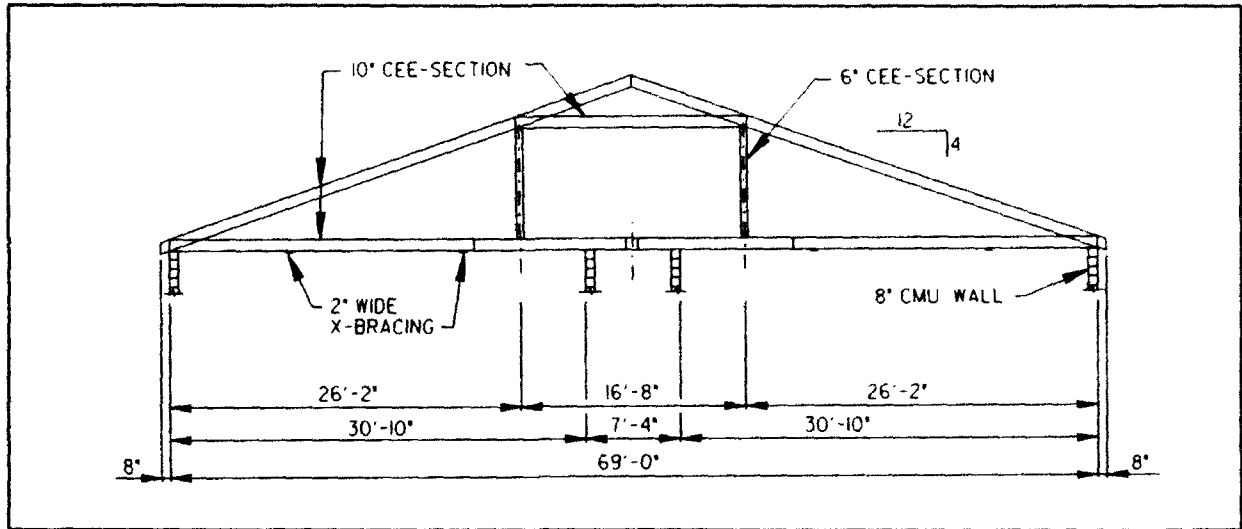 10" CEE-SECTION
6" CEE-SECTION
12
4
2" WIDE
X-BRACING
8" CMU WALL
26'-2" 16'-8" 26'-2"
30'-10" 7'-4" 30'-10"
8" 69'-0" 8"